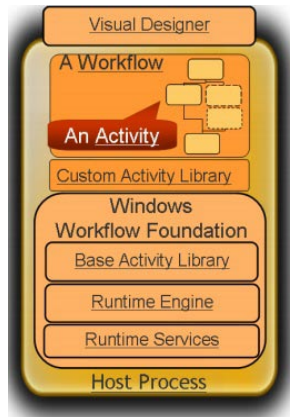 Visual Designer
A Workflow
An Activity
Custom Activity Library
Windows
Workflow Foundation
Base Activity Library
Runtime Engine
Runtime Services
Host Process